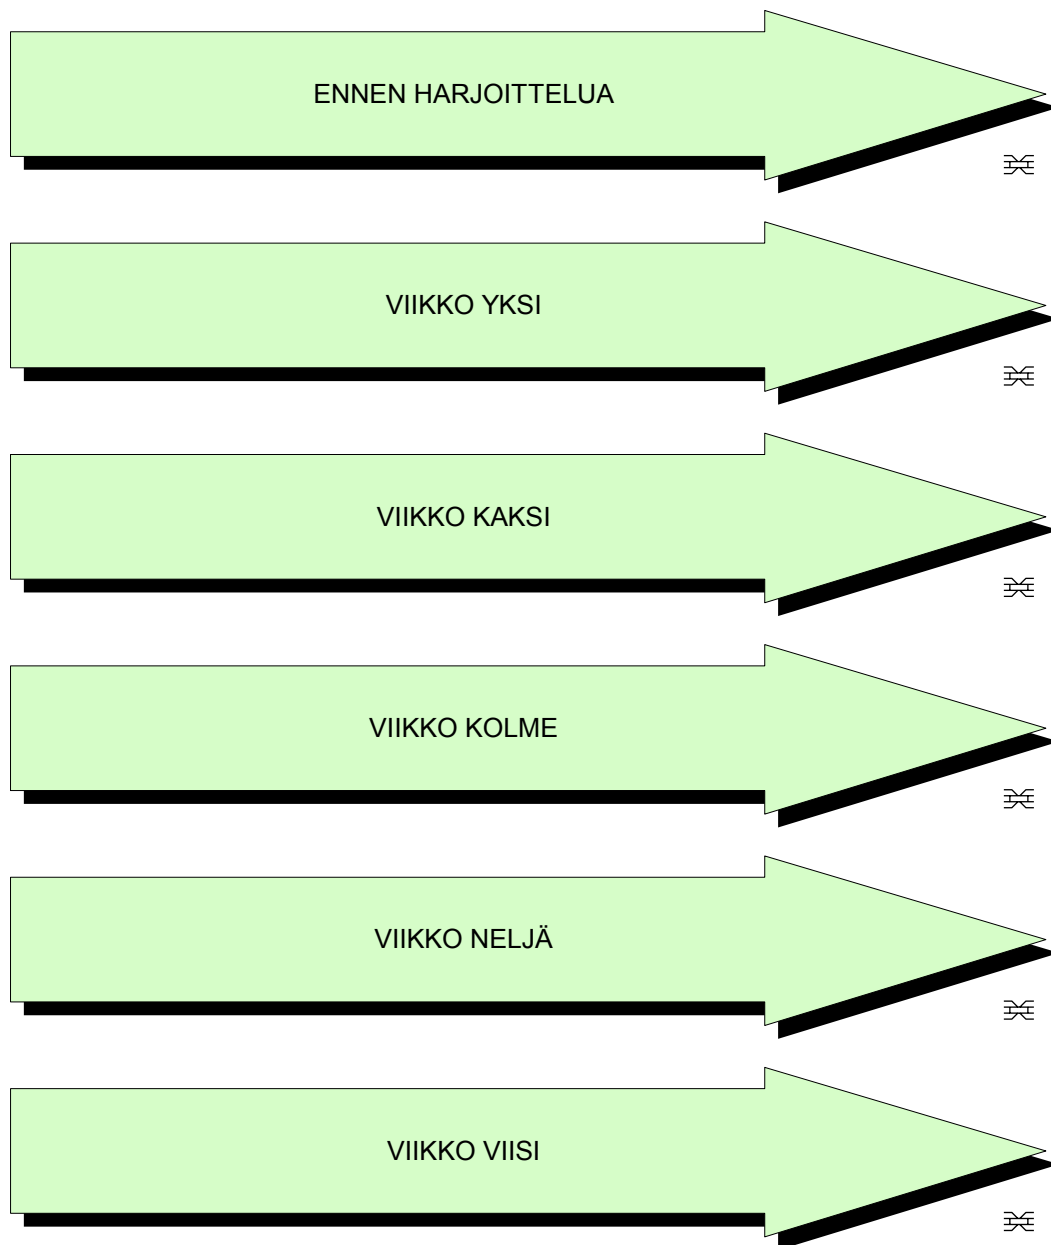 ENNEN HARJOITTELUA
VIIKKO YKSI
VIIKKO KAKSI
VIIKKO KOLME
VIIKKO NELJÄ
VIIKKO VIISI